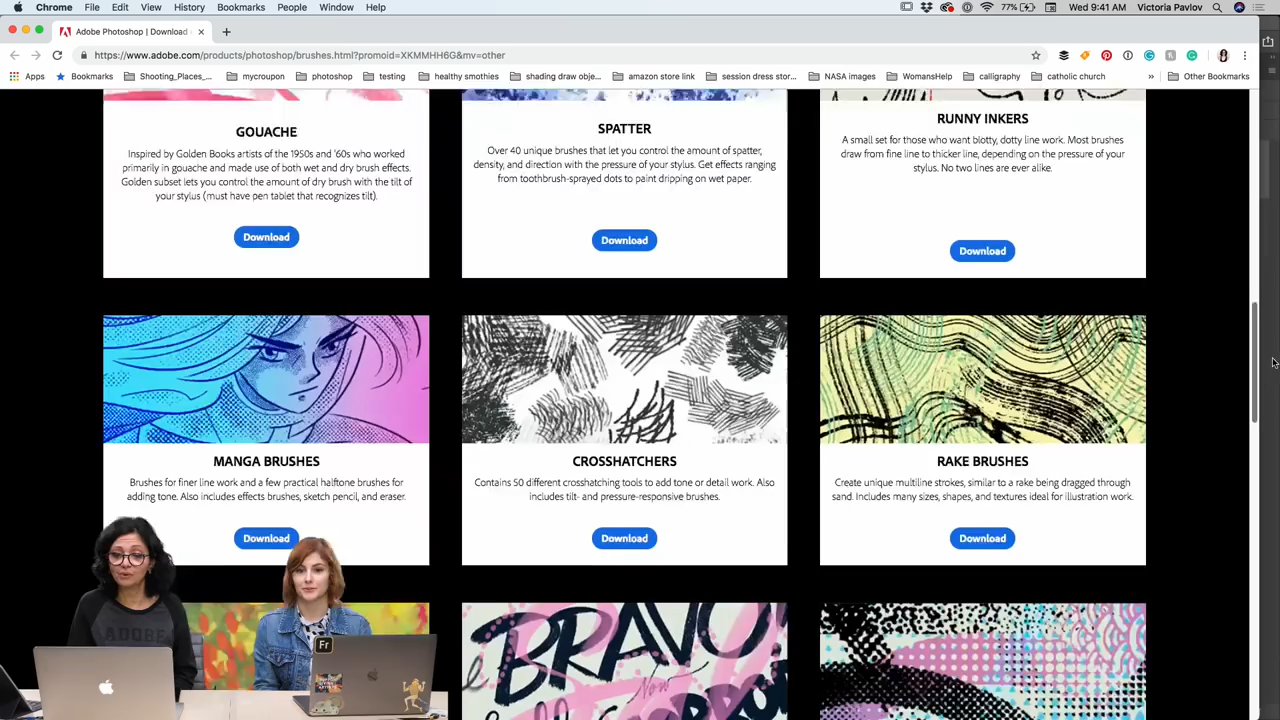 Chrome File Edit View History Bookmarks People Window Help
77% Wed 9:41 AM Victoria Pavlov
Adobe Photoshop | Download
https://www.adobe.com/products/photoshop/brushes.html?promoid=XKMMHH6G&mv=other
Apps Bookmarks Shooting_Places_... mycroupon photoshop testing healthy smothies shading draw obje... amazon store link session dress stor... NASA images WomansHelp calligraphy catholic church » Other Bookmarks
GOUACHE
Inspired by Golden Books artists of the 1950s and '60s who worked
primarily in gouache and made use of both wet and dry brush effects.
Golden subset lets you control the amount of dry brush with the tilt of
your stylus (must have pen tablet that recognizes tilt).
Download
SPATTER
Over 40 unique brushes that let you control the amount of spatter,
density, and direction with the pressure of your stylus. Get effects ranging
from toothbrush-sprayed dots to paint dripping on wet paper.
Download
RUNNY INKERS
A small set for those who want blotty, dotty line work. Most brushes
draw from fine line to thicker line, depending on the pressure of your
stylus. No two lines are ever alike.
Download
MANGA BRUSHES
Brushes for finer line work and a few practical halftone brushes for
adding tone. Also includes effects brushes, sketch pencil, and eraser.
Download
CROSSHATCHERS
Contains 50 different crosshatching tools to add tone or detail work. Also
includes tilt- and pressure-responsive brushes.
Download
RAKE BRUSHES
Create unique multiline strokes, similar to a rake being dragged through
sand. Includes many sizes, shapes, and textures ideal for illustration work.
Download
BRAVO!
Now
ADOBE
Fr